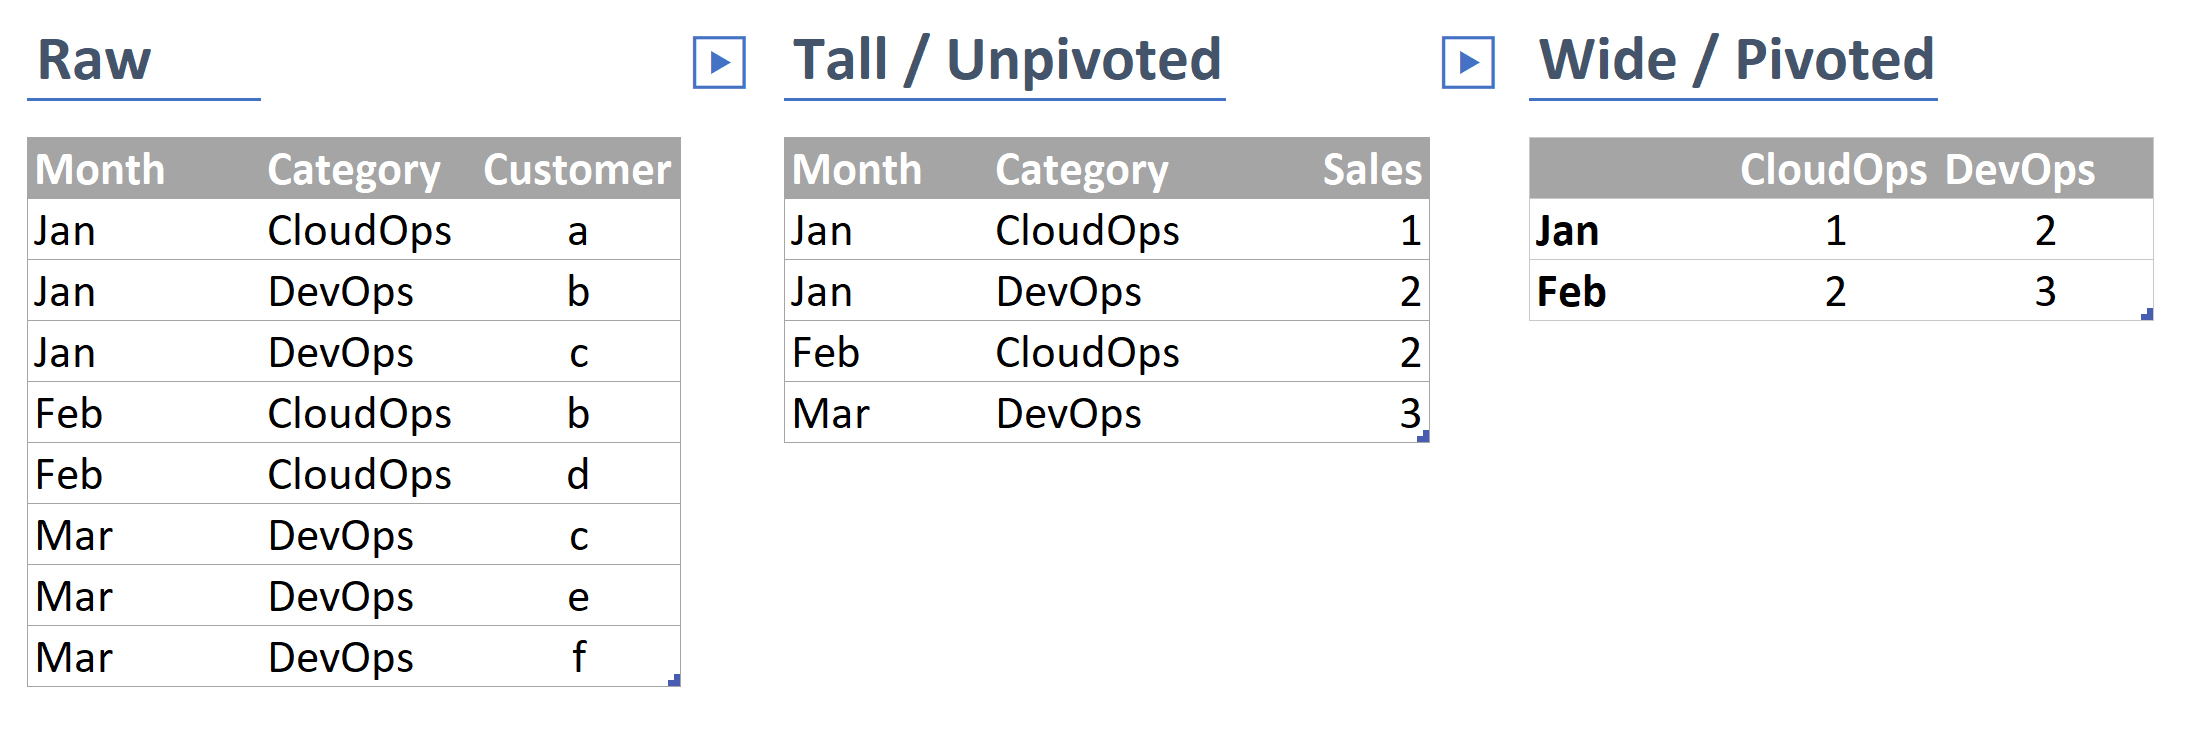 Raw
Month Category Customer
Jan CloudOps a
Jan DevOps b
Jan DevOps c
Feb CloudOps b
Feb CloudOps d
Mar DevOps c
Mar DevOps e
Mar DevOps f
Tall / Unpivoted
Month Category Sales
Jan CloudOps 1
Jan DevOps 2
Feb CloudOps 2
Mar DevOps 3
Wide / Pivoted
CloudOps DevOps
Jan 1 2
Feb 2 3